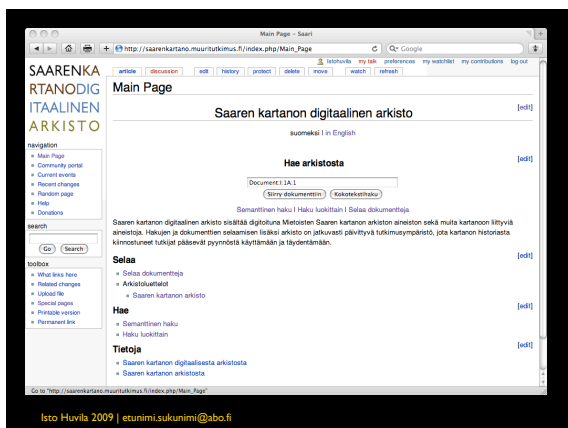 Main Page – Saari
http://saarenkartano.muuritutkimus.fi/index.php/Main_Page
Google
Istohuvila my talk preferences my watchlist my contributions log out
article discussion edit history protect delete move watch refresh
SAARENKA
RTANODIG
ITAALINEN
ARKISTO
navigation
Main Page
Community portal
Current events
Recent changes
Random page
Help
Donations
search
Go Search
toolbox
What links here
Related changes
Upload file
Special pages
Printable version
Permanent link
Main Page
Saaren kartanon digitaalinen arkisto [edit]
suomeksi | in English
Hae arkistosta [edit]
Document:I:1A:1
Siirry dokumenttiin Kokotekstihaku
Semanttinen haku | Haku luokittain | Selaa dokumentteja
Saaren kartanon digitaalinen arkisto sisältää digitoituna Mietoisten Saaren kartanon arkiston aineiston sekä muita kartanoon liittyviä
aineistoja. Hakujen ja dokumenttien selaamisen lisäksi arkisto on jatkuvasti päivittyvä tutkimusympäristö, jota kartanon historiasta
kiinnostuneet tutkijat pääsevät pyynnöstä käyttämään ja täydentämään.
Selaa [edit]
Selaa dokumentteja
Arkistoluettelot
Saaren kartanon arkisto
Hae [edit]
Semanttinen haku
Haku luokittain
Tietoja [edit]
Saaren kartanon digitaalisesta arkistosta
Saaren kartanon arkistosta
Go to "http://saarenkartano.muuritutkimus.fi/index.php/Main_Page"
Isto Huvila 2009 | etunimi.sukunimi@abo.fi